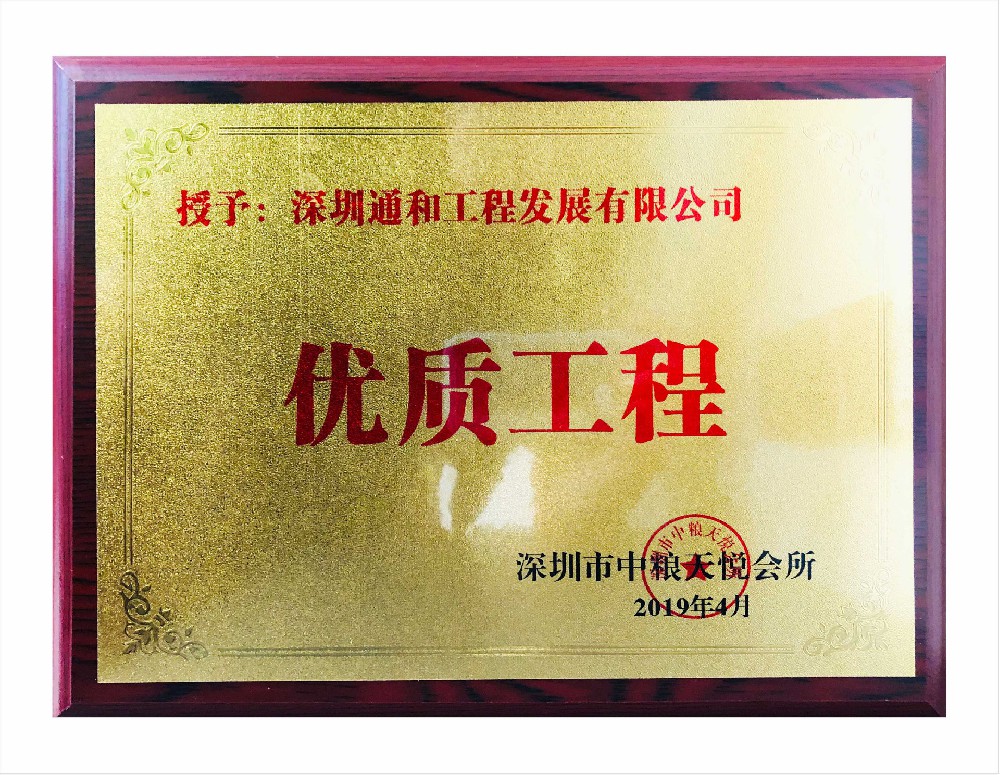 授予：深圳通和工程发展有限公司
优质工程
深圳市中粮天悦会所
2019年4月